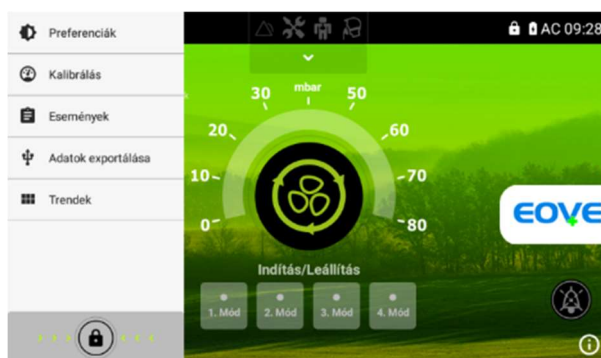 Preferenciák
Kalibrálás
Események
Adatok exportálása
Trendek
AC 09:28
mbar
0
10
20
30
50
60
70
80
EOVE
Indítás/Leállítás
1. Mód
2. Mód
3. Mód
4. Mód